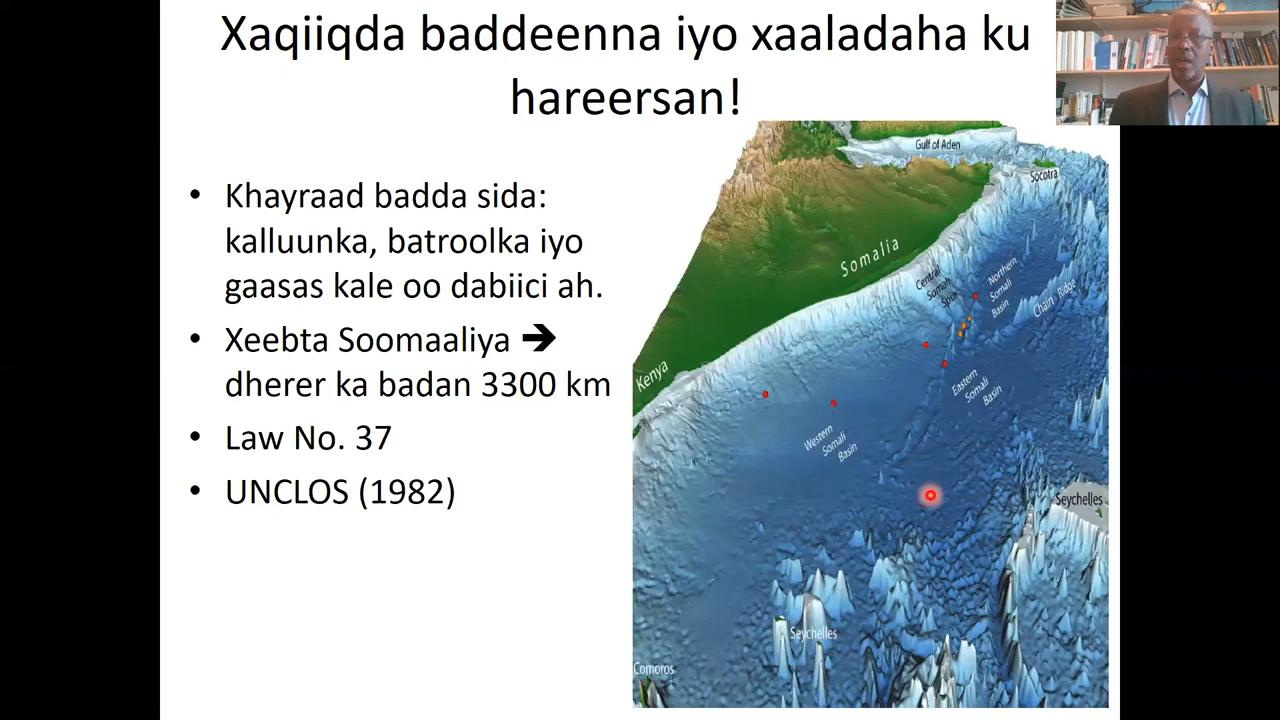 Xaqiiqda baddeenna iyo xaaladaha ku
hareersan!
• Khayraad badda sida:
kalluunka, batroolka iyo
gaasas kale oo dabiici ah.
• Xeebta Soomaaliya ➔
dherer ka badan 3300 km
• Law No. 37
• UNCLOS (1982)
Gulf of Aden
Socotra
Somalia
Central
Somali
Spur
Northern
Somali
Basin
Chain Ridge
Kenya
Eastern
Somali
Basin
Western
Somali
Basin
Seychelles
Seychelles
Comoros